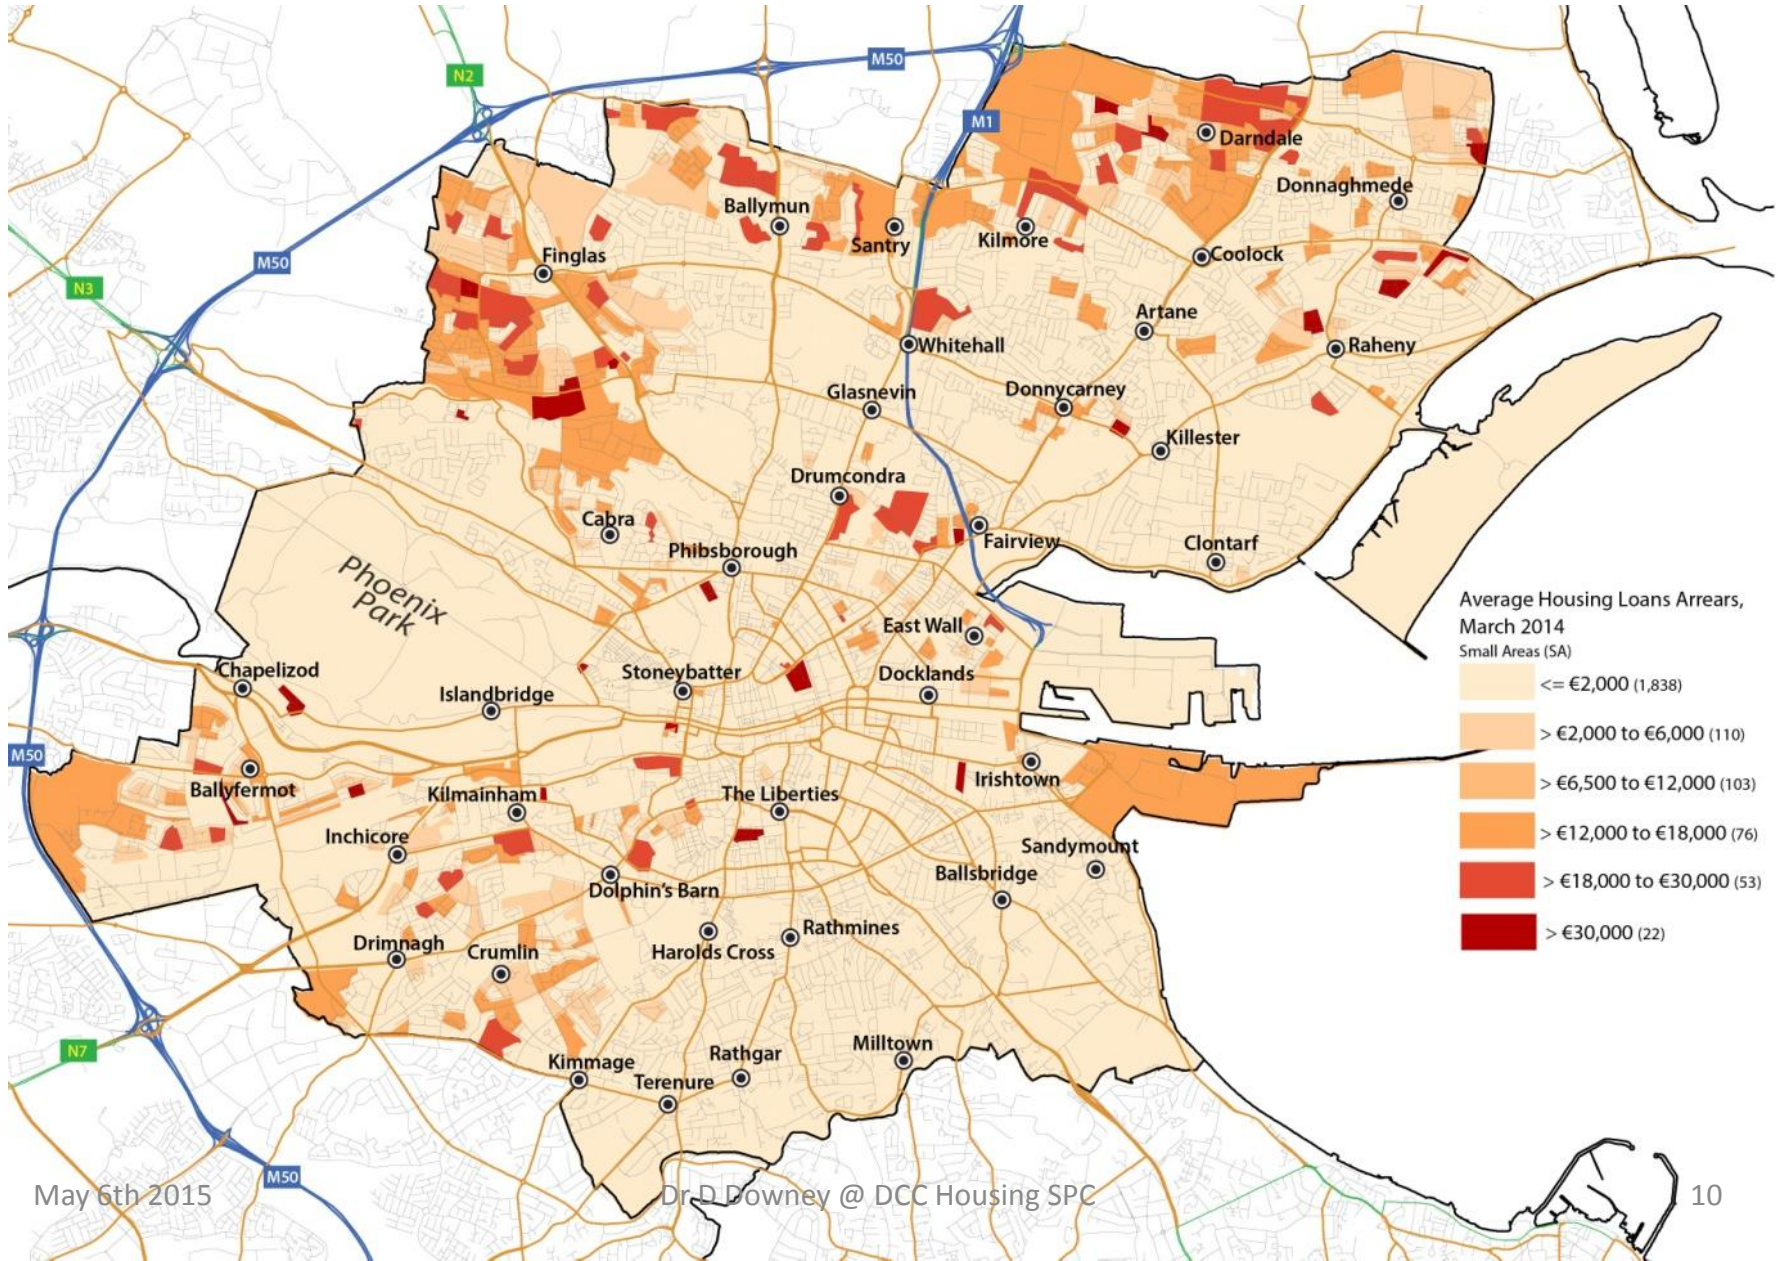 M50
N2
M1
Darndale
Donnaghmede
Ballymun
Santry
Kilmore
Finglas
Coolock
M50
N3
Artane
Whitehall
Raheny
Glasnevin
Donnycarney
Killester
Drumcondra
Cabra
Fairview
Clontarf
Phibsborough
Phoenix
Park
East Wall
Chapelizod
Stoneybatter
Docklands
Islandbridge
M50
Irishtown
Ballyfermot
Kilmainham
The Liberties
Inchicore
Sandymount
Ballsbridge
Dolphin's Barn
Rathmines
Drimnagh
Crumlin
Harolds Cross
N7
Kimmage
Rathgar
Milltown
Terenure
M50
Average Housing Loans Arrears,
March 2014
Small Areas (SA)
<= €2,000 (1,838)
> €2,000 to €6,000 (110)
> €6,500 to €12,000 (103)
> €12,000 to €18,000 (76)
> €18,000 to €30,000 (53)
> €30,000 (22)
May 6th 2015
Dr D Downey @ DCC Housing SPC
10